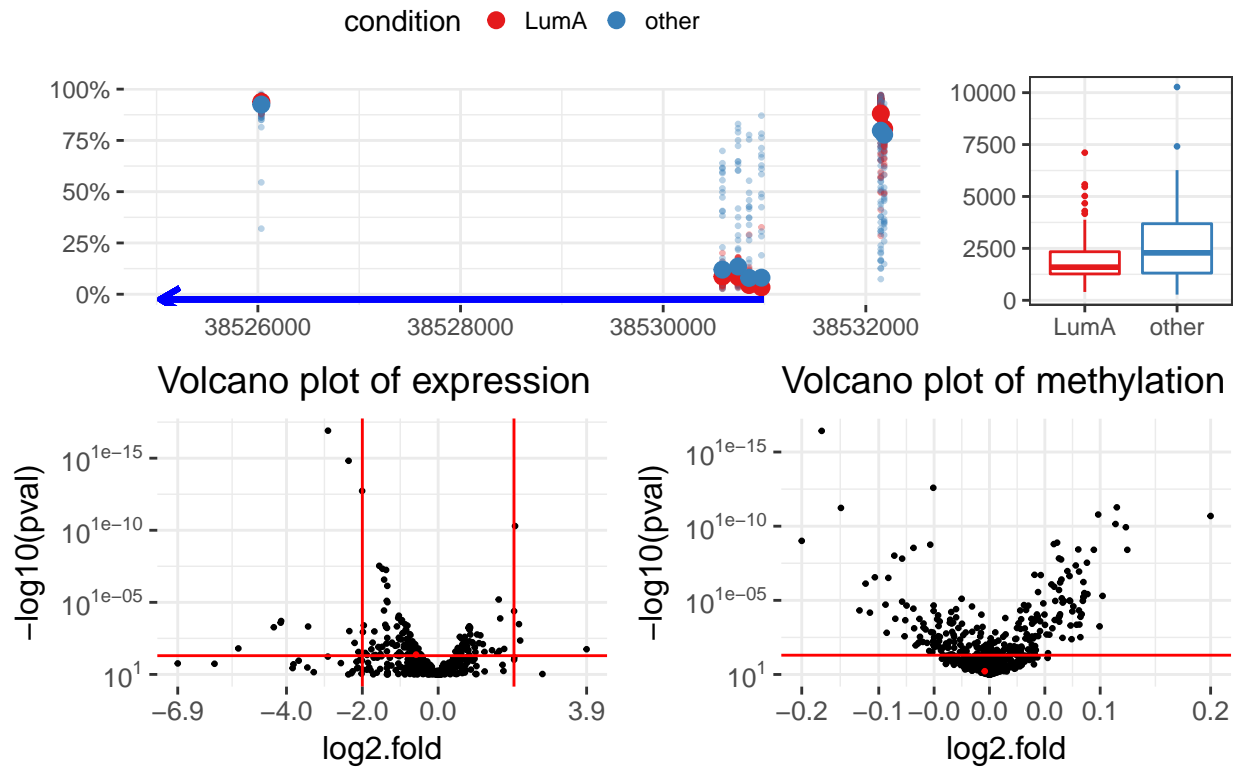 condition LumA other
100%
75%
50%
25%
0%
38526000 38528000 38530000 38532000
10000
7500
5000
2500
0
LumA other
Volcano plot of expression
−log10(pval)
10^1e−15
10^1e−10
10^1e−05
10^1
−6.9 −4.0 −2.0 0.0 3.9
log2.fold
Volcano plot of methylation
−log10(pval)
10^1e−15
10^1e−10
10^1e−05
10^1
−0.2 −0.1 −0.0 0.0 0.0 0.1 0.2
log2.fold